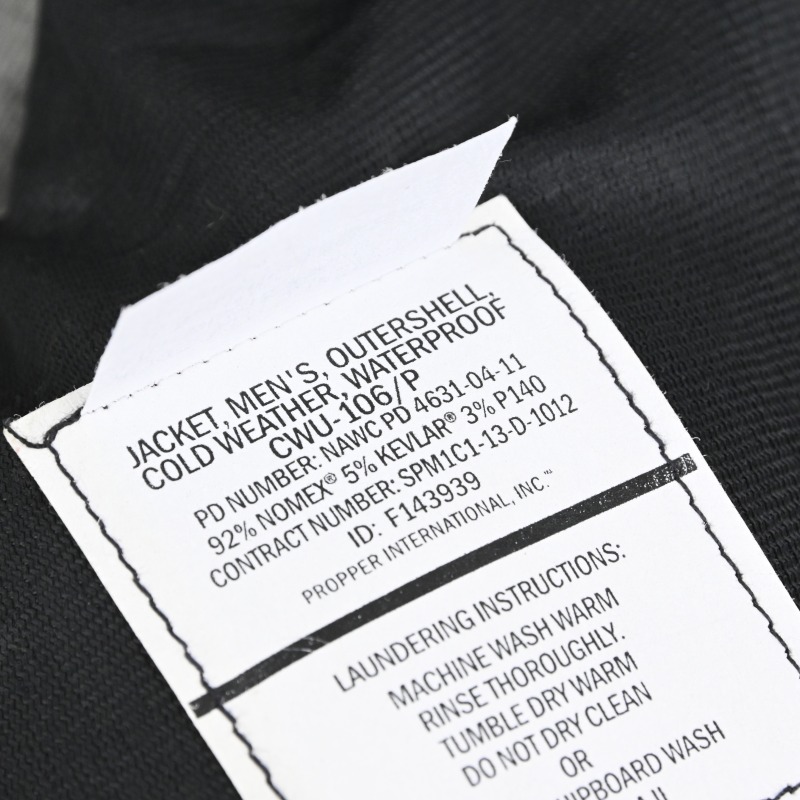 JACKET, MEN'S, OUTERSHELL,
COLD WEATHER, WATERPROOF
CWU-106/P
PD NUMBER: NAWC PD 4631-04-11
92% NOMEX® 5% KEVLAR® 3% P140
CONTRACT NUMBER: SPM1C1-13-D-1012
ID: F143939
PROPPER INTERNATIONAL, INC.™
LAUNDERING INSTRUCTIONS:
MACHINE WASH WARM
RINSE THOROUGHLY.
TUMBLE DRY WARM
DO NOT DRY CLEAN
OR
WASH